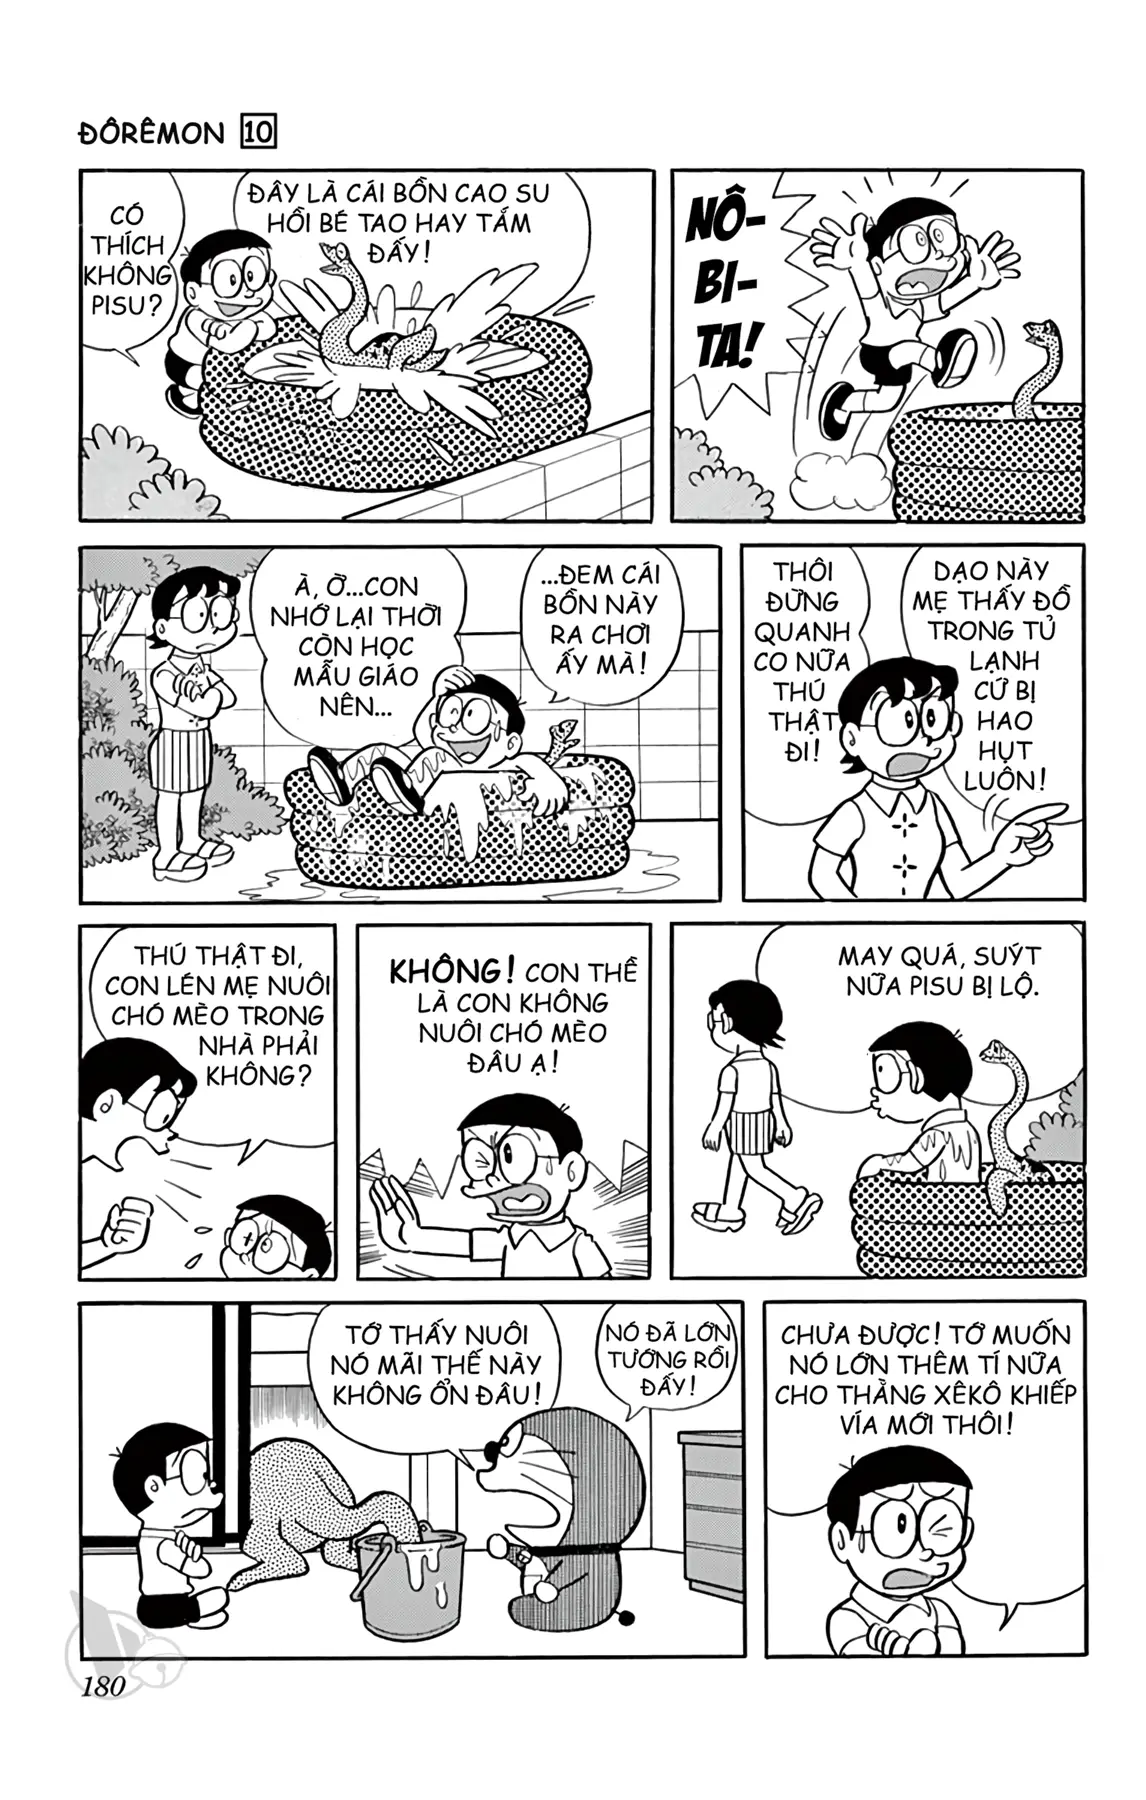 ĐÔRÊMON 10
CÓ
THÍCH
KHÔNG
PISU?
ĐÂY LÀ CÁI BỒN CAO SU
HỒI BÉ TAO HAY TẮM
ĐẤY!
NÔ-
BI-
TA!
À, Ờ...CON
NHỚ LẠI THỜI
CÒN HỌC
MẪU GIÁO
NÊN...
...ĐEM CÁI
BỒN NÀY
RA CHƠI
ẤY MÀ!
THÔI
ĐỪNG
QUANH
CO NỮA
THÚ
THẬT
ĐI!
DẠO NÀY
MẸ THẤY ĐỒ
TRONG TỦ
LẠNH
CỨ BỊ
HAO
HỤT
LUÔN!
THÚ THẬT ĐI,
CON LÉN MẸ NUÔI
CHÓ MÈO TRONG
NHÀ PHẢI
KHÔNG?
KHÔNG! CON THỀ
LÀ CON KHÔNG
NUÔI CHÓ MÈO
ĐÂU Ạ!
MAY QUÁ, SUÝT
NỮA PISU BỊ LỘ.
TỚ THẤY NUÔI
NÓ MÃI THẾ NÀY
KHÔNG ỔN ĐÂU!
NÓ ĐÃ LỚN
TƯỚNG RỒI
ĐẤY!
CHƯA ĐƯỢC! TỚ MUỐN
NÓ LỚN THÊM TÍ NỮA
CHO THẰNG XÊKÔ KHIẾP
VÍA MỚI THÔI!
180